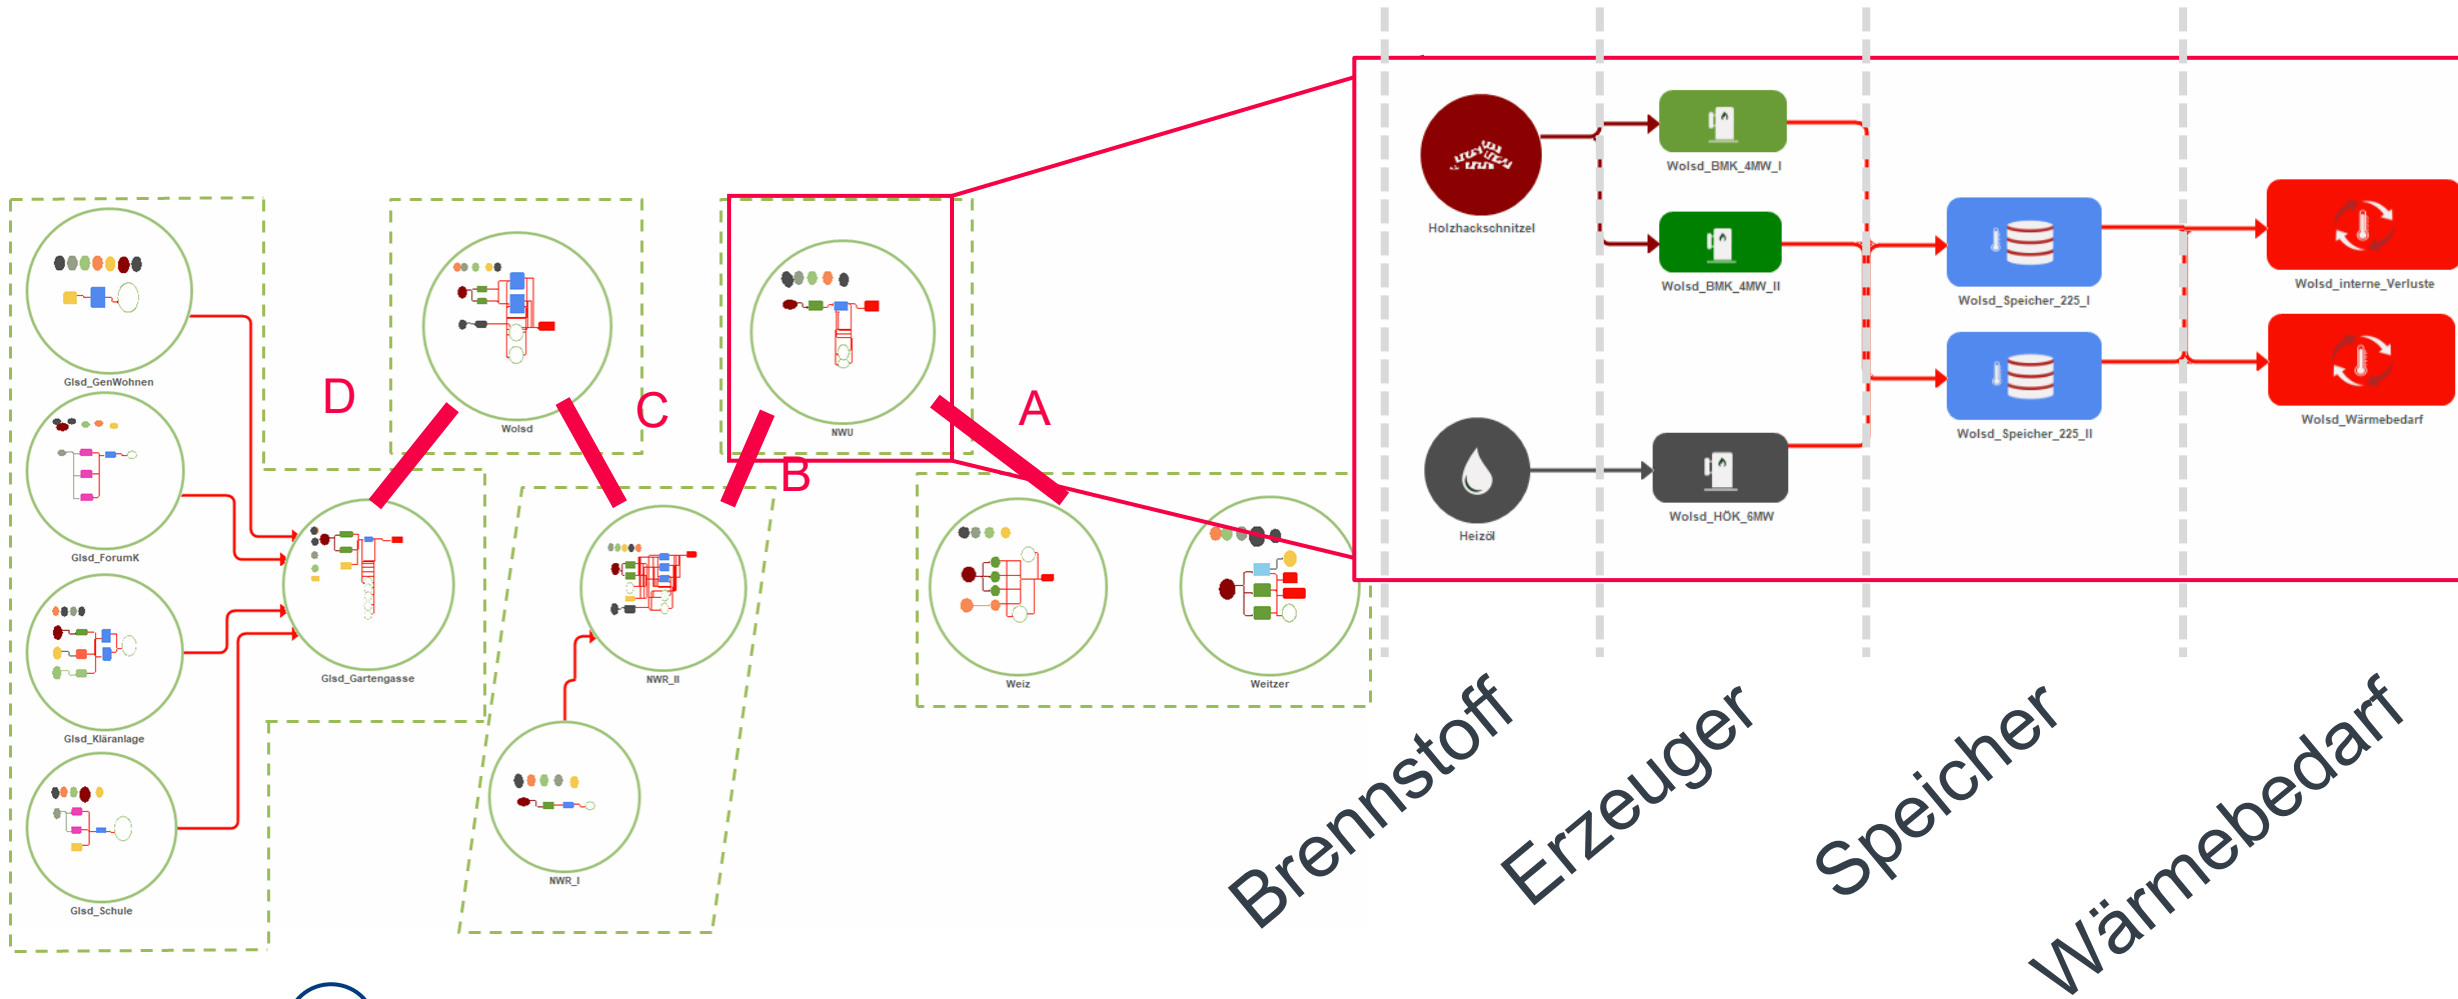 Glsd_GenWohnen
Glsd_ForumK
Glsd_Kläranlage
Glsd_Schule
D
Glsd_Gartengasse
Wolsd
C
NWR_II
NWR_I
B
NWU
A
Weiz
Weitzer
Holzhackschnitzel
Heizöl
Wolsd_BMK_4MW_I
Wolsd_BMK_4MW_II
Wolsd_HÖK_6MW
Wolsd_Speicher_225_I
Wolsd_Speicher_225_II
Wolsd_interne_Verluste
Wolsd_Wärmebedarf
Brennstoff
Erzeuger
Speicher
Wärmebedarf